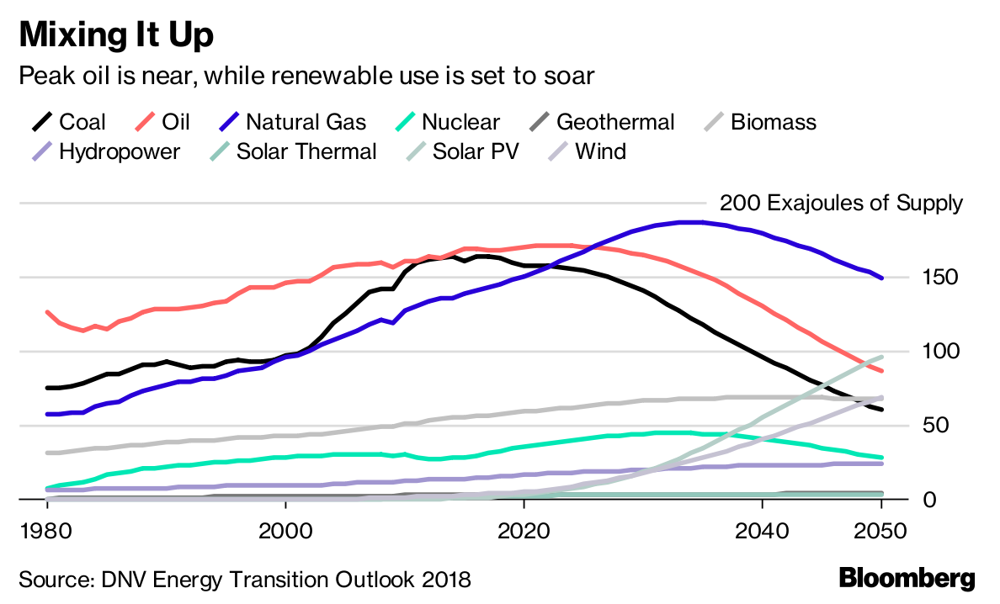 Mixing It Up
Peak oil is near, while renewable use is set to soar
Coal Oil Natural Gas Nuclear Geothermal Biomass
Hydropower Solar Thermal Solar PV Wind
200 Exajoules of Supply
150
100
50
0
1980 2000 2020 2040 2050
Source: DNV Energy Transition Outlook 2018 Bloomberg